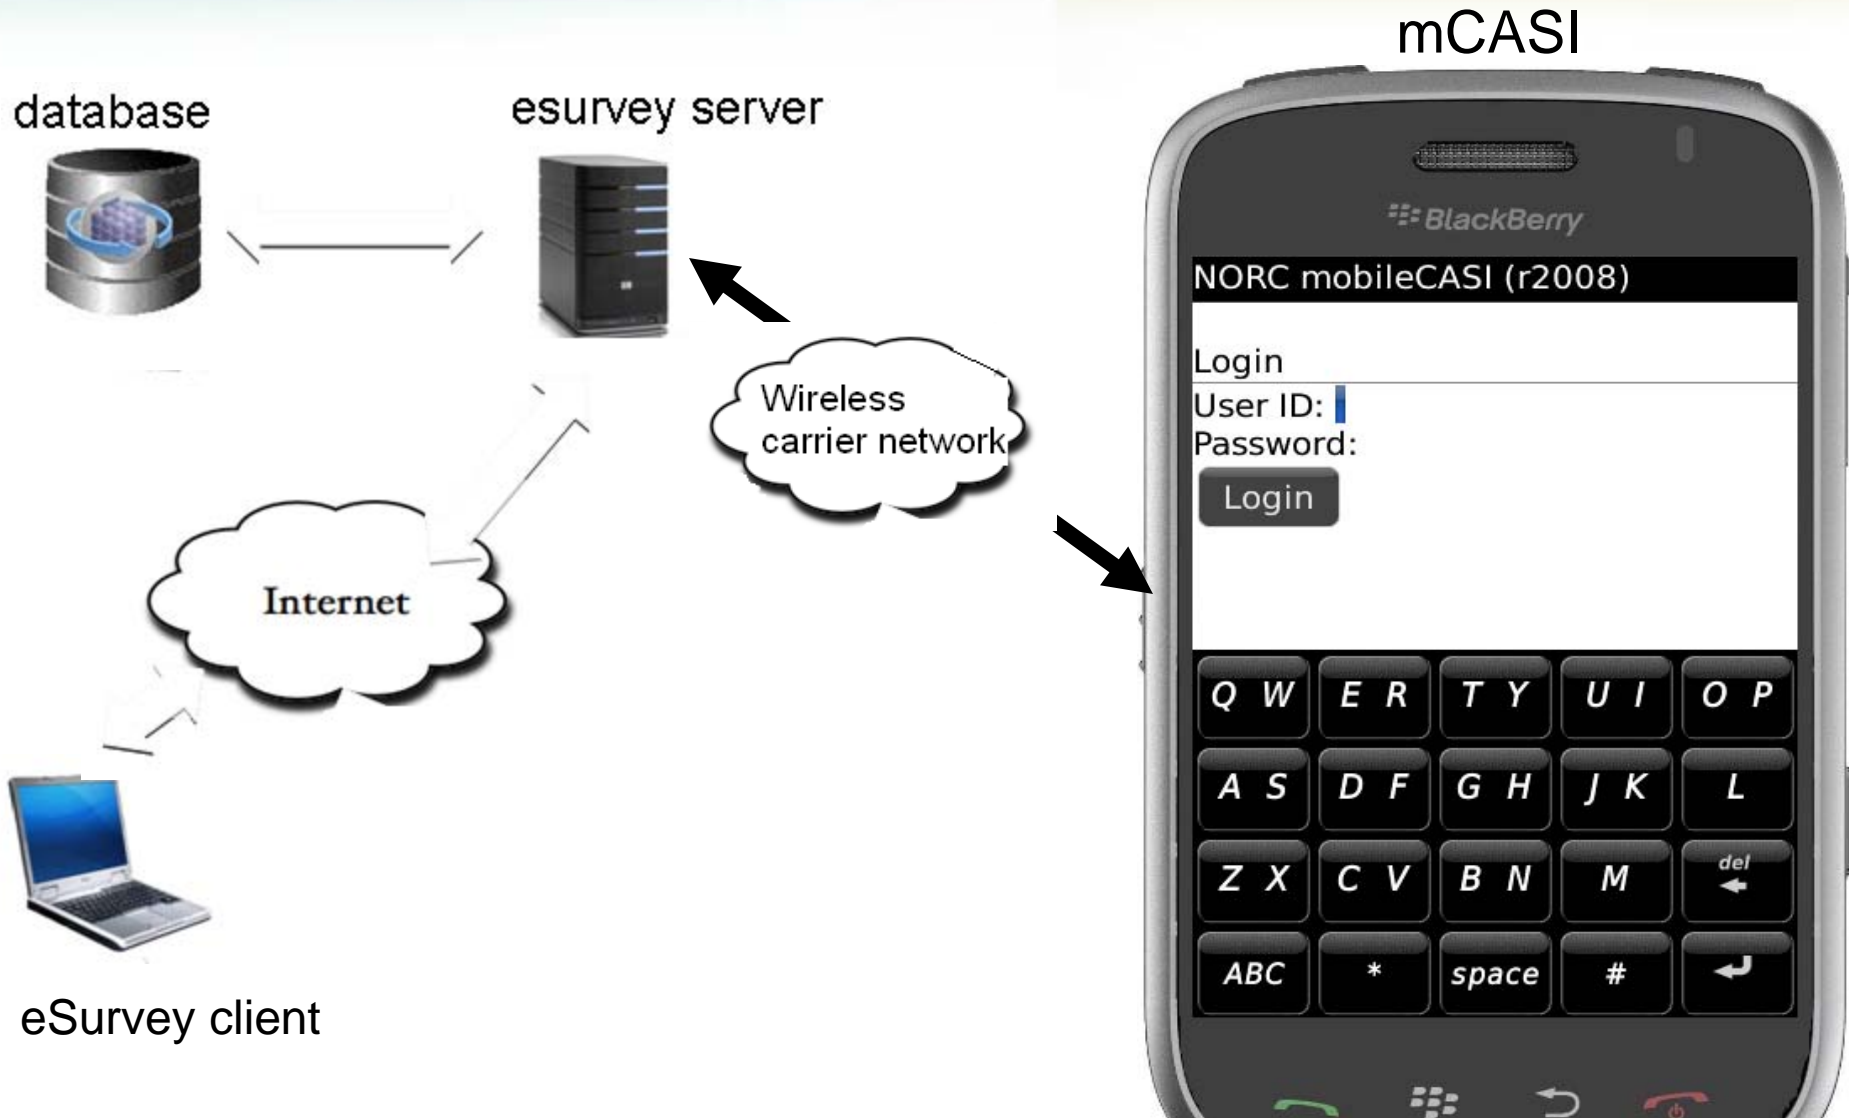 mCASI
database
esurvey server
BlackBerry
NORC mobileCASI (r2008)
Login
User ID:
Password:
Login
Wireless
carrier network
Internet
Q W E R T Y U I O P
A S D F G H J K L
Z X C V B N M del
ABC * space #
eSurvey client